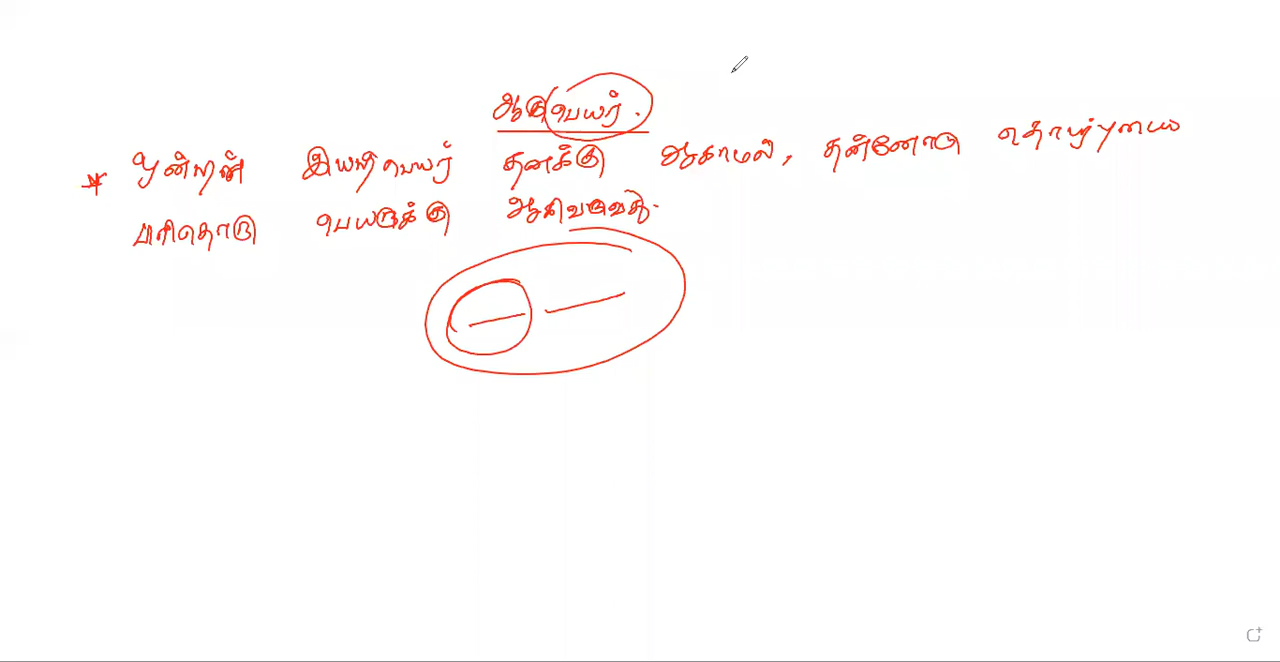 ஆகுபெயர்.
* ஒன்றன் இயற்பெயர் தனக்கு ஆகாமல், தன்னோடு தொடர்புடைய
பிறிதொரு பெயருக்கு ஆகிவருவது.